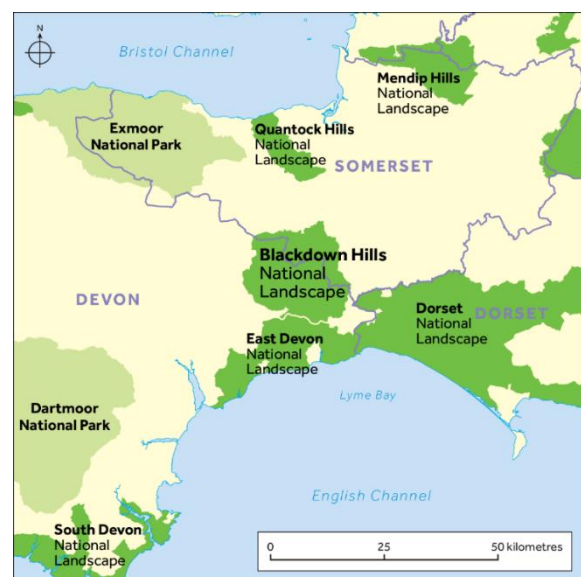 N
Bristol Channel
Mendip Hills
National
Landscape
Exmoor
National Park
Quantock Hills
National
Landscape
SOMERSET
Blackdown Hills
National
Landscape
DEVON
Dorset
National
Landscape
DORSET
East Devon
National
Landscape
Lyme Bay
Dartmoor
National Park
English Channel
South Devon
National
Landscape
0 25 50 kilometres